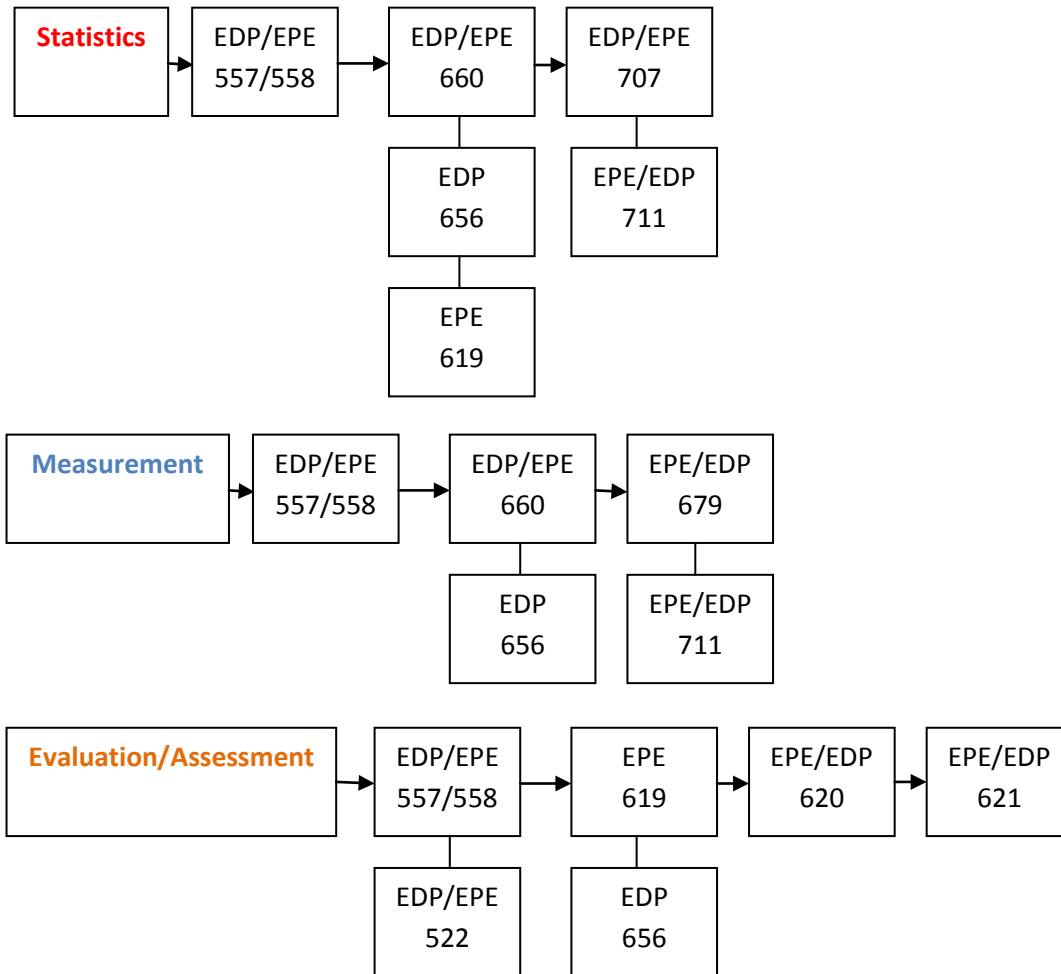 Statistics
EDP/EPE
557/558
EDP/EPE
660
EDP/EPE
707
EDP
656
EPE/EDP
711
EPE
619
Measurement
EDP/EPE
557/558
EDP/EPE
660
EPE/EDP
679
EDP
656
EPE/EDP
711
Evaluation/Assessment
EDP/EPE
557/558
EPE
619
EPE/EDP
620
EPE/EDP
621
EDP/EPE
522
EDP
656